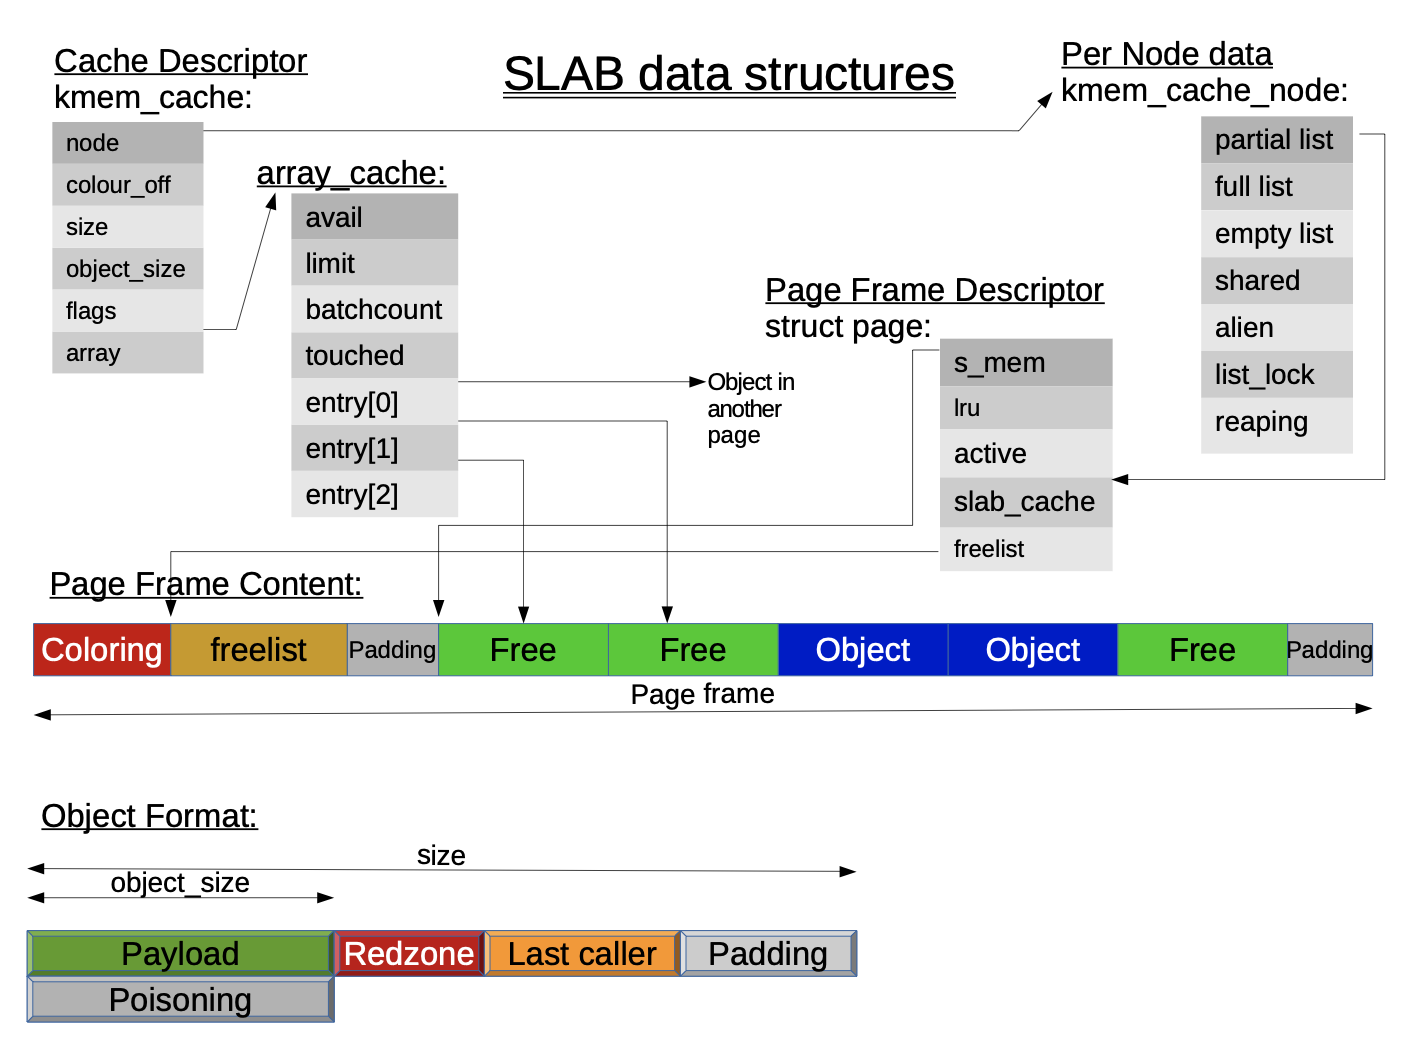 SLAB data structures
Cache Descriptor
kmem_cache:
node
colour_off
size
object_size
flags
array
array_cache:
avail
limit
batchcount
touched
entry[0]
entry[1]
entry[2]
Object in
another
page
Per Node data
kmem_cache_node:
partial list
full list
empty list
shared
alien
list_lock
reaping
Page Frame Descriptor
struct page:
s_mem
lru
active
slab_cache
freelist
Page Frame Content:
Coloring freelist Padding Free Free Object Object Free Padding
Page frame
Object Format:
size
object_size
Payload Redzone Last caller Padding
Poisoning